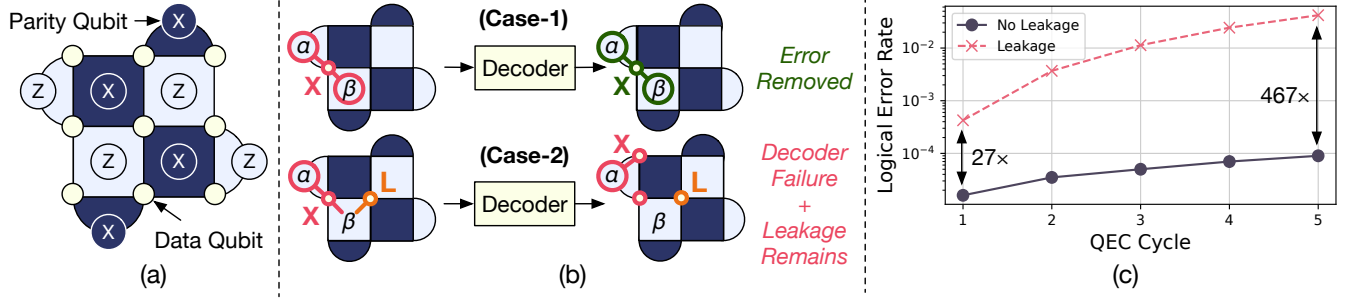 Parity Qubit
X
Z
X
Z
Z
X
Z
X
Data Qubit
(a)
(Case-1)
α
X
β
Decoder
α
X
β
Error
Removed
(Case-2)
α
X
L
β
Decoder
X
α
L
β
Decoder
Failure
+
Leakage
Remains
(b)
Logical Error Rate
10⁻²
10⁻³
10⁻⁴
No Leakage
Leakage
27×
467×
1 2 3 4 5
QEC Cycle
(c)